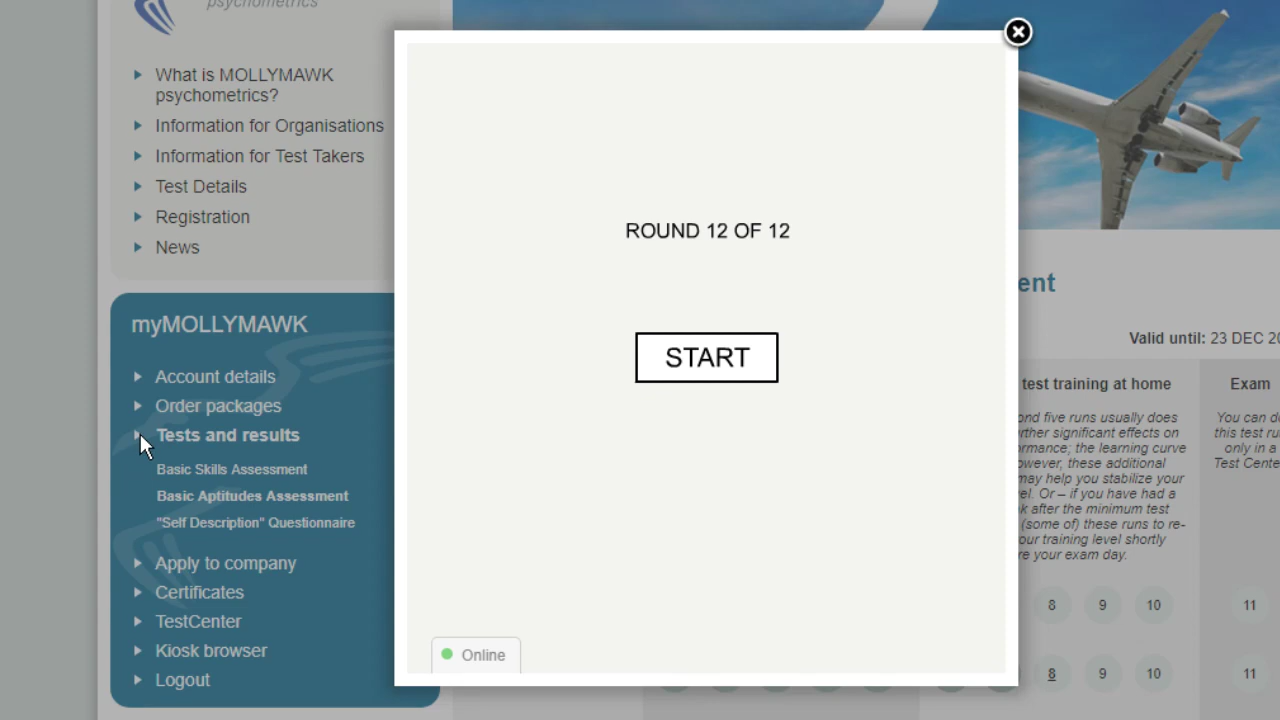 psychometrics
What is MOLLYMAWK
psychometrics?
Information for Organisations
Information for Test Takers
Test Details
Registration
News
myMOLLYMAWK
Account details
Order packages
Tests and results
Basic Skills Assessment
Basic Aptitudes Assessment
"Self Description" Questionnaire
Apply to company
Certificates
TestCenter
Kiosk browser
Logout
ROUND 12 OF 12
START
Online
ent
Valid until: 23 DEC 20
test training at home
Exam
ond five runs usually does
rther significant effects on
ormance; the learning curve
owever, these additional
may help you stabilize your
el. Or – if you have had a
k after the minimum test
(some of) these runs to re-
our training level shortly
re your exam day.
You can do
this test ru
only in a
Test Cente
8 9 10 11
8 9 10 11